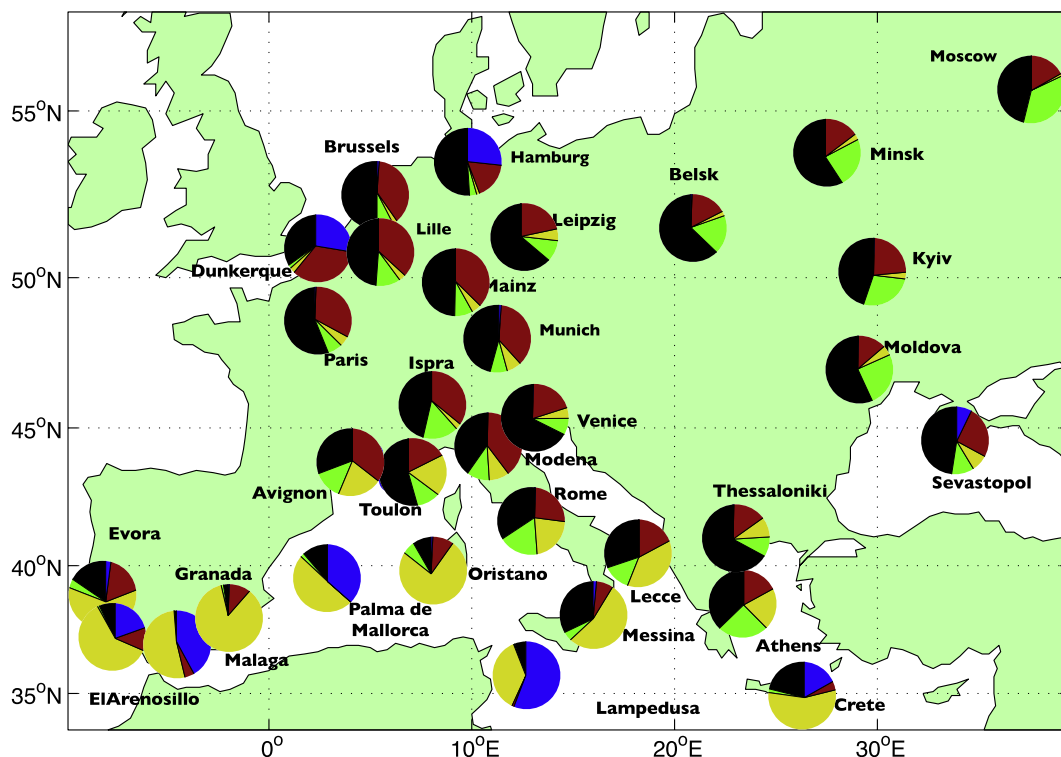 Moscow
55°N
Brussels
Hamburg
Minsk
Belsk
Leipzig
Lille
Kyiv
Dunkerque
50°N
Mainz
Munich
Paris
Ispra
Moldova
Venice
45°N
Modena
Sevastopol
Avignon
Rome
Thessaloniki
Toulon
Evora
40°N
Granada
Oristano
Lecce
Palma de
Mallorca
Messina
Athens
Malaga
ElArenosillo
35°N
Lampedusa
Crete
0°
10°E
20°E
30°E